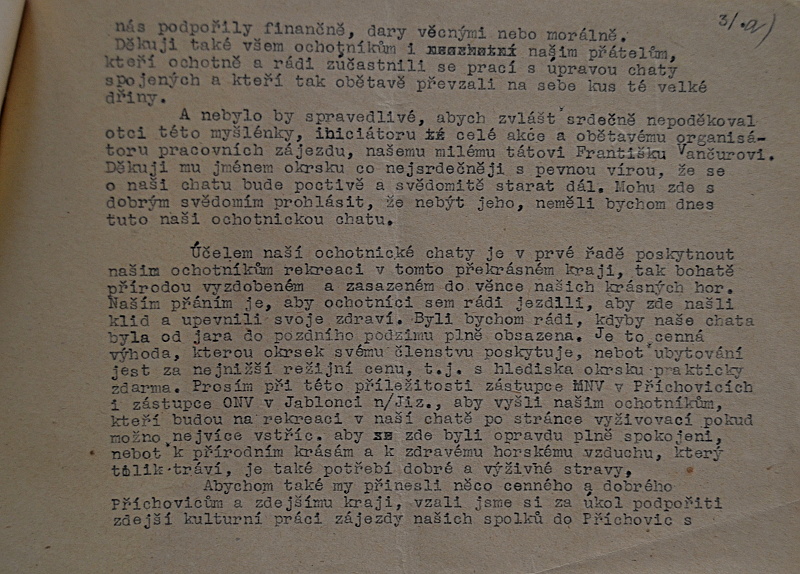 3/.a)
nás podpořily finančně, dary věcnými nebo morálně.
Děkuji také všem ochotníkům i našim přátelům,
kteří ochotně a rádi zúčastnili se prací s úpravou chaty
spojených a kteří tak obětavě převzali na sebe kus té velké
dřiny.
A nebylo by spravedlivé, abych zvlášť srdečně nepoděkoval
otci této myšlénky, iniciátoru celé akce a obětavému organisá-
toru pracovních zájezdu, našemu milému tátovi Františku Vančurovi.
Děkuji mu jménem okrsku co nejsrdečněji s pevnou vírou, že se
o naši chatu bude poctivě a svědomitě starat dál. Mohu zde s
dobrým svědomím prohlásit, že nebýt jeho, neměli bychom dnes
tuto naši ochotnickou chatu.
Účelem naší ochotnické chaty je v prvé řadě poskytnout
našim ochotníkům rekreaci v tomto překrásném kraji, tak bohatě
přírodou vyzdobeném a zasazeném do věnce našich krásných hor.
Naším přáním je, aby ochotníci sem rádi jezdili, aby zde našli
klid a upevnili svoje zdraví. Byli bychom rádi, kdyby naše chata
byla od jara do pozdního podzimu plně obsazena. Je to cenná
výhoda, kterou okrsek svému členstvu poskytuje, neboť ubytování
jest za nejnižší režijní cenu, t.j. s hlediska okrsku prakticky
zdarma. Prosím při této příležitosti zástupce MNV v Příchovicích
i zástupce ONV v Jablonci n/Jiz., aby vyšli našim ochotníkům,
kteří budou na rekreaci v naší chatě po stránce vyživovací pokud
možno nejvíce vstříc. aby zde byli opravdu plně spokojeni,
neboť k přírodním krásám a k zdravému horskému vzduchu, který
tolik tráví, je také potřebí dobré a výživné stravy,
Abychom také my přinesli něco cenného a dobrého
Příchovicům a zdejšímu kraji, vzali jsme si za úkol podpořiti
zdejší kulturní práci zájezdy našich spolků do Příchovic s